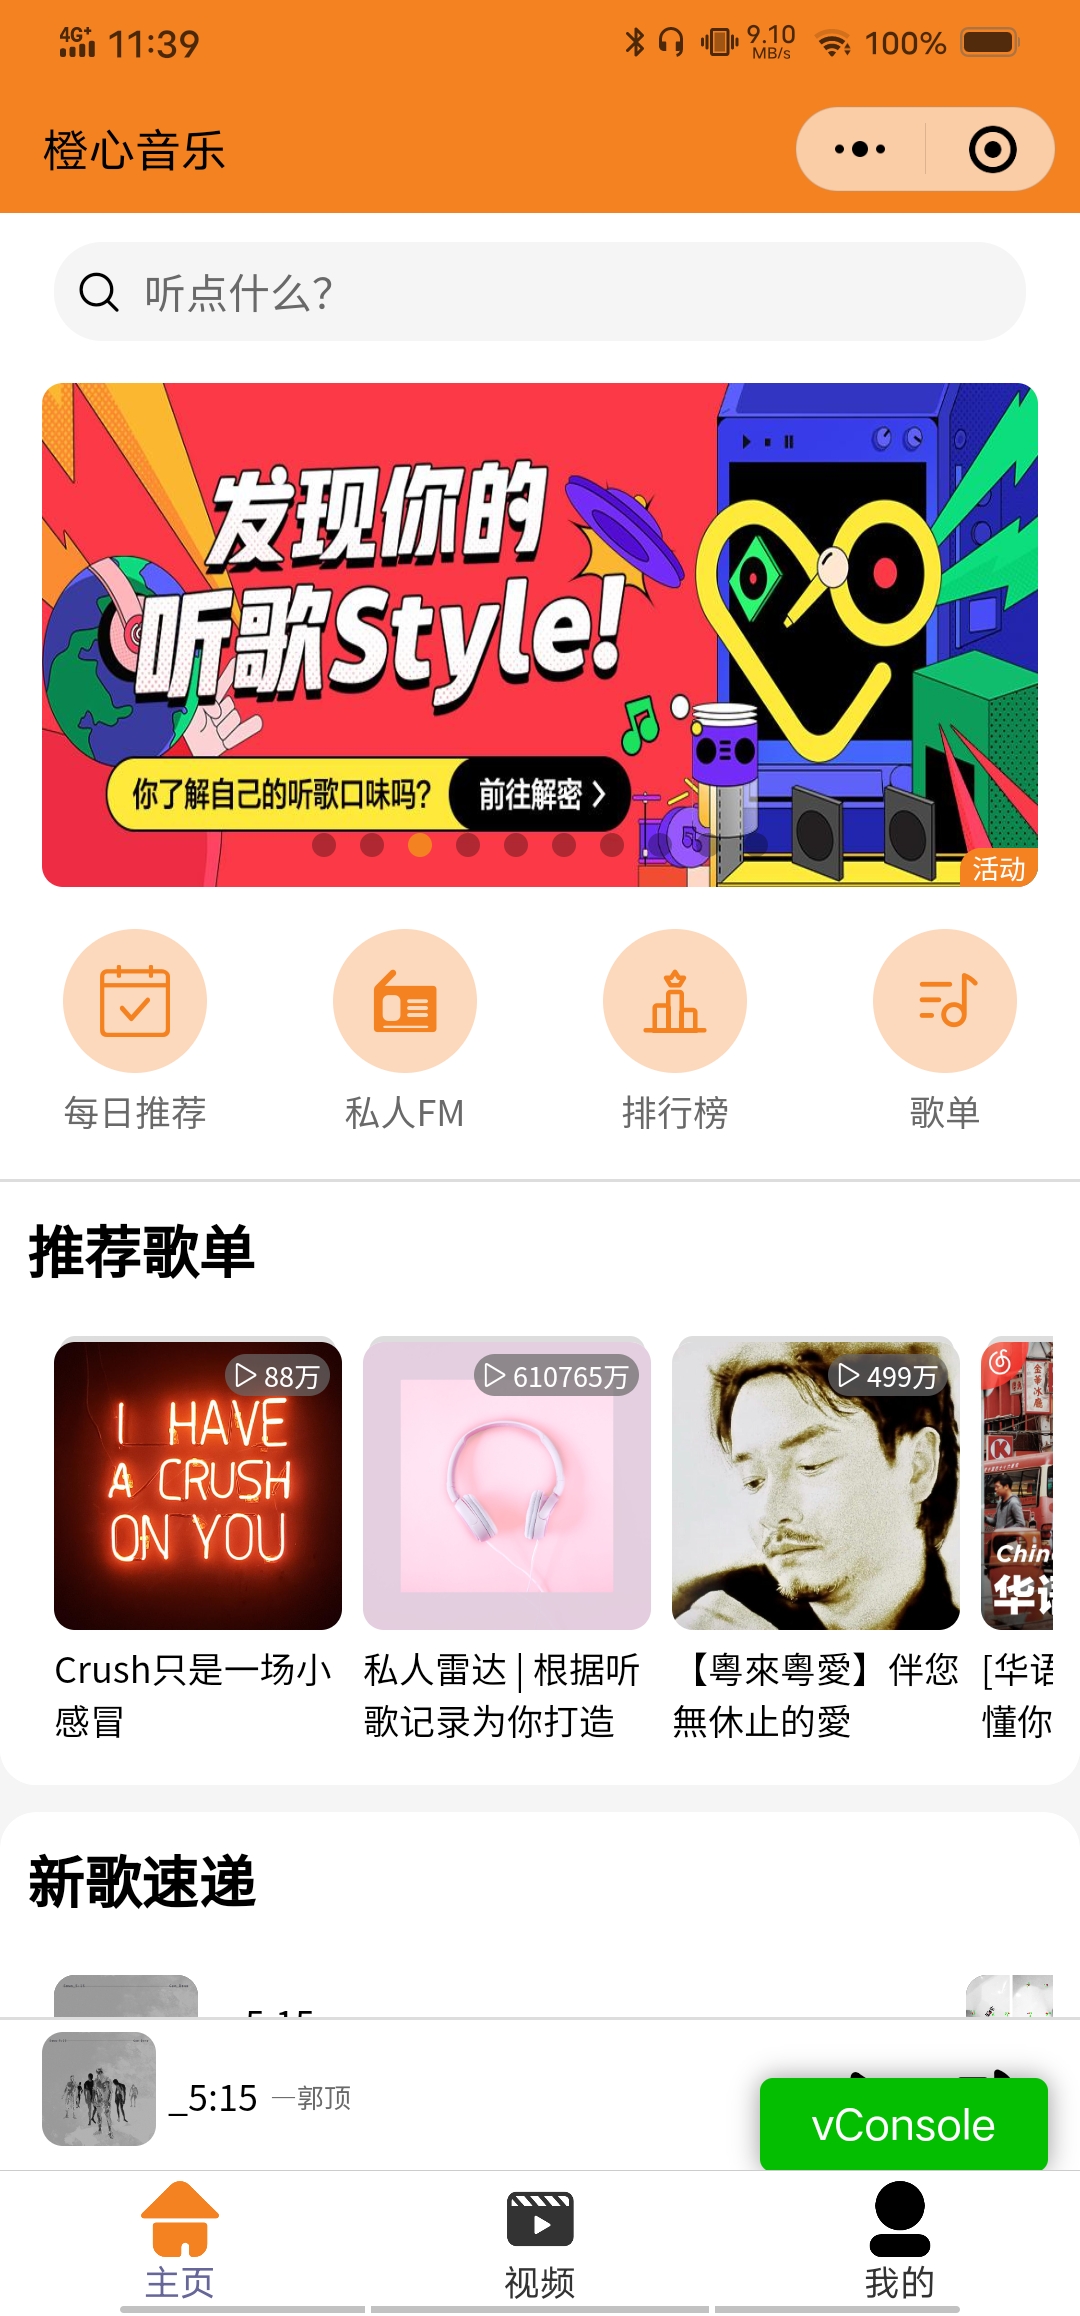 4G+ 11:39 9.10 MB/s 100%
橙心音乐
听点什么?
发现你的
听歌Style!
你了解自己的听歌口味吗? 前往解密
活动
每日推荐 私人FM 排行榜 歌单
推荐歌单
88万 610765万 499万
I HAVE
A CRUSH
ON YOU
Crush只是一场小
感冒
私人雷达 | 根据听
歌记录为你打造
【粵來粵愛】伴您
無休止的愛
[华语
懂你
新歌速递
_5:15 —郭顶
vConsole
主页 视频 我的